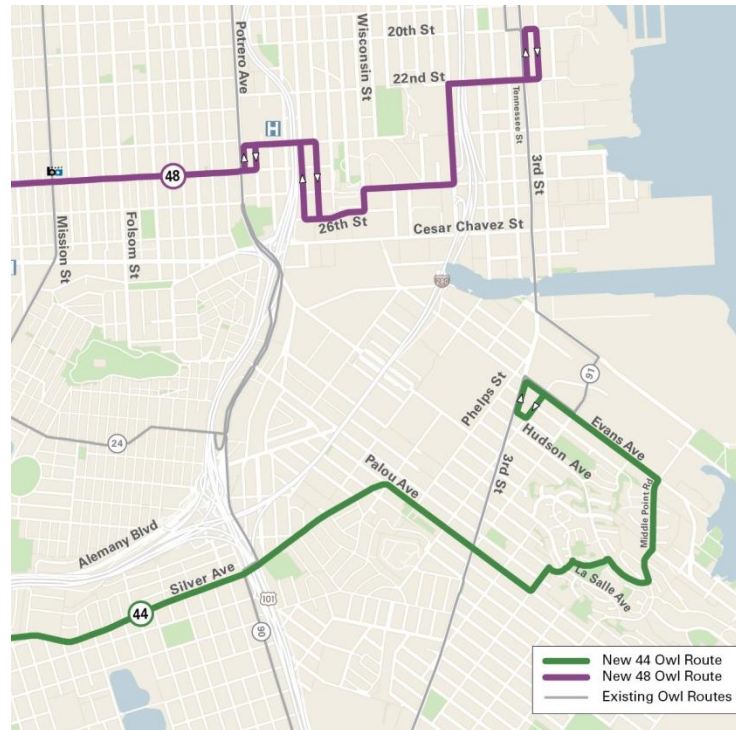 20th St
Potrero Ave
Wisconsin St
22nd St
H
Tennessee St
3rd St
48
26th St
Cesar Chavez St
Mission St
Folsom St
280
Phelps St
91
Evans Ave
Hudson Ave
24
Palou Ave
3rd St
Middle Point Rd
Alemany Blvd
Silver Ave
La Salle Ave
101
44
90
New 44 Owl Route
New 48 Owl Route
Existing Owl Routes